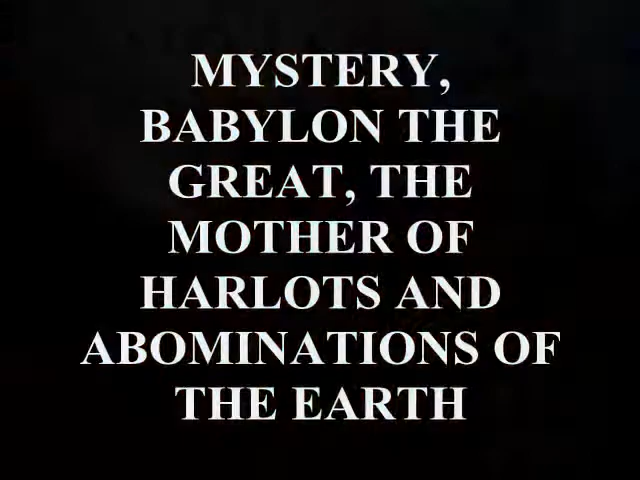 MYSTERY,
BABYLON THE
GREAT, THE
MOTHER OF
HARLOTS AND
ABOMINATIONS OF
THE EARTH